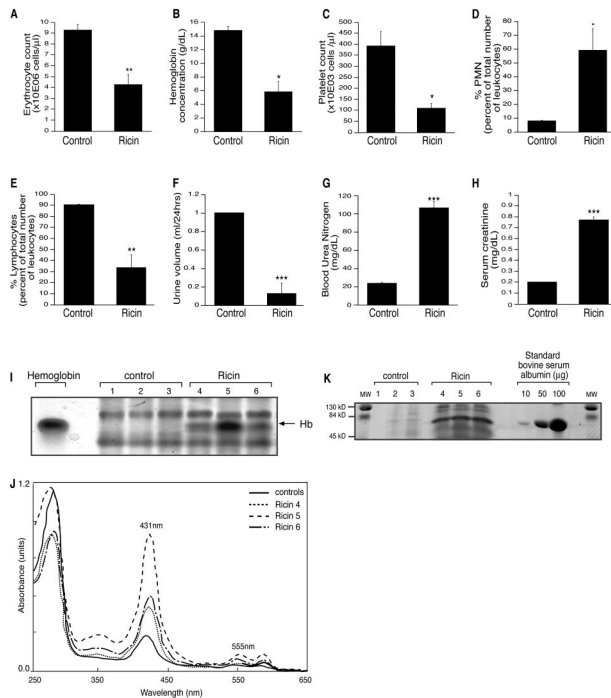 A
Erythrocyte count
(x10E06 cells/µl)
10
9
8
7
6
5
4
3
2
1
0
**
Control
Ricin
B
Hemoglobin
concentration (g/dL)
16
14
12
10
8
6
4
2
0
*
Control
Ricin
C
Platelet count
(x10E03 cells /µl)
500
450
400
350
300
250
200
150
100
50
0
*
Control
Ricin
D
% PMN
(percent of total number
of leukocytes)
80
70
60
50
40
30
20
10
0
Control
Ricin
E
% Lymphocytes
(percent of total number
of leukocytes)
100
90
80
70
60
50
40
30
20
10
0
**
Control
Ricin
F
Urine volume (ml/24hrs)
1.2
1
0.8
0.6
0.4
0.2
0
***
Control
Ricin
G
Blood Urea Nitrogen
(mg/dL)
120
100
80
60
40
20
0
***
Control
Ricin
H
Serum creatinine
(mg/dL)
1
0.9
0.8
0.7
0.6
0.5
0.4
0.3
0.2
0.1
0
***
Control
Ricin
I
Hemoglobin
control
Ricin
1 2 3 4 5 6
Hb
K
control
Ricin
Standard
bovine serum
albumin (µg)
MW 1 2 3 4 5 6 10 50 100 MW
130 kD
84 kD
45 kD
J
Absorbance (units)
1.2
0.0
controls
Ricin 4
Ricin 5
Ricin 6
431nm
555nm
250 350 450 550 650
Wavelength (nm)